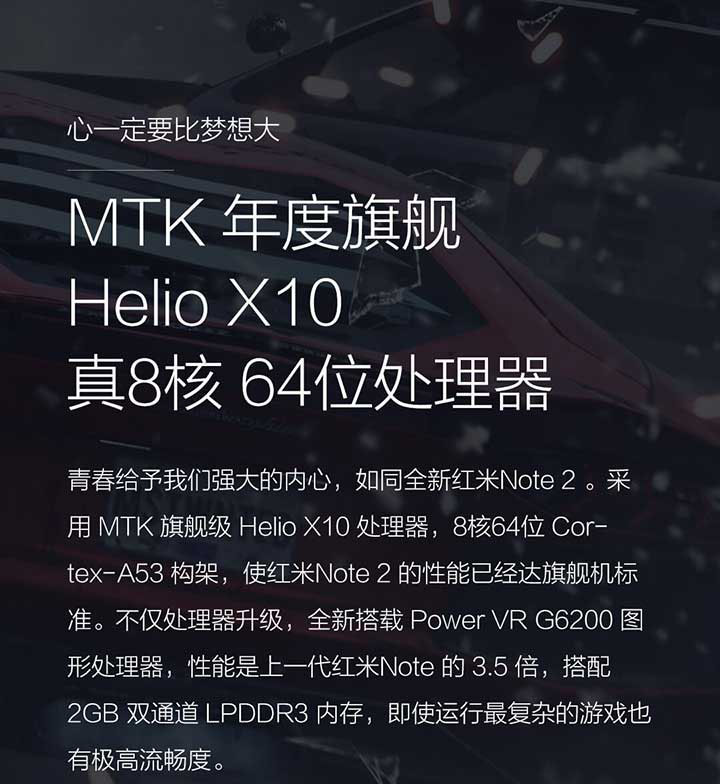 心一定要比梦想大
MTK 年度旗舰
Helio X10
真8核 64位处理器
青春给予我们强大的内心，如同全新红米Note 2 。采
用 MTK 旗舰级 Helio X10 处理器，8核64位 Cor-
tex-A53 构架，使红米Note 2 的性能已经达旗舰机标
准。不仅处理器升级，全新搭载 Power VR G6200 图
形处理器，性能是上一代红米Note 的 3.5 倍，搭配
2GB 双通道 LPDDR3 内存，即使运行最复杂的游戏也
有极高流畅度。